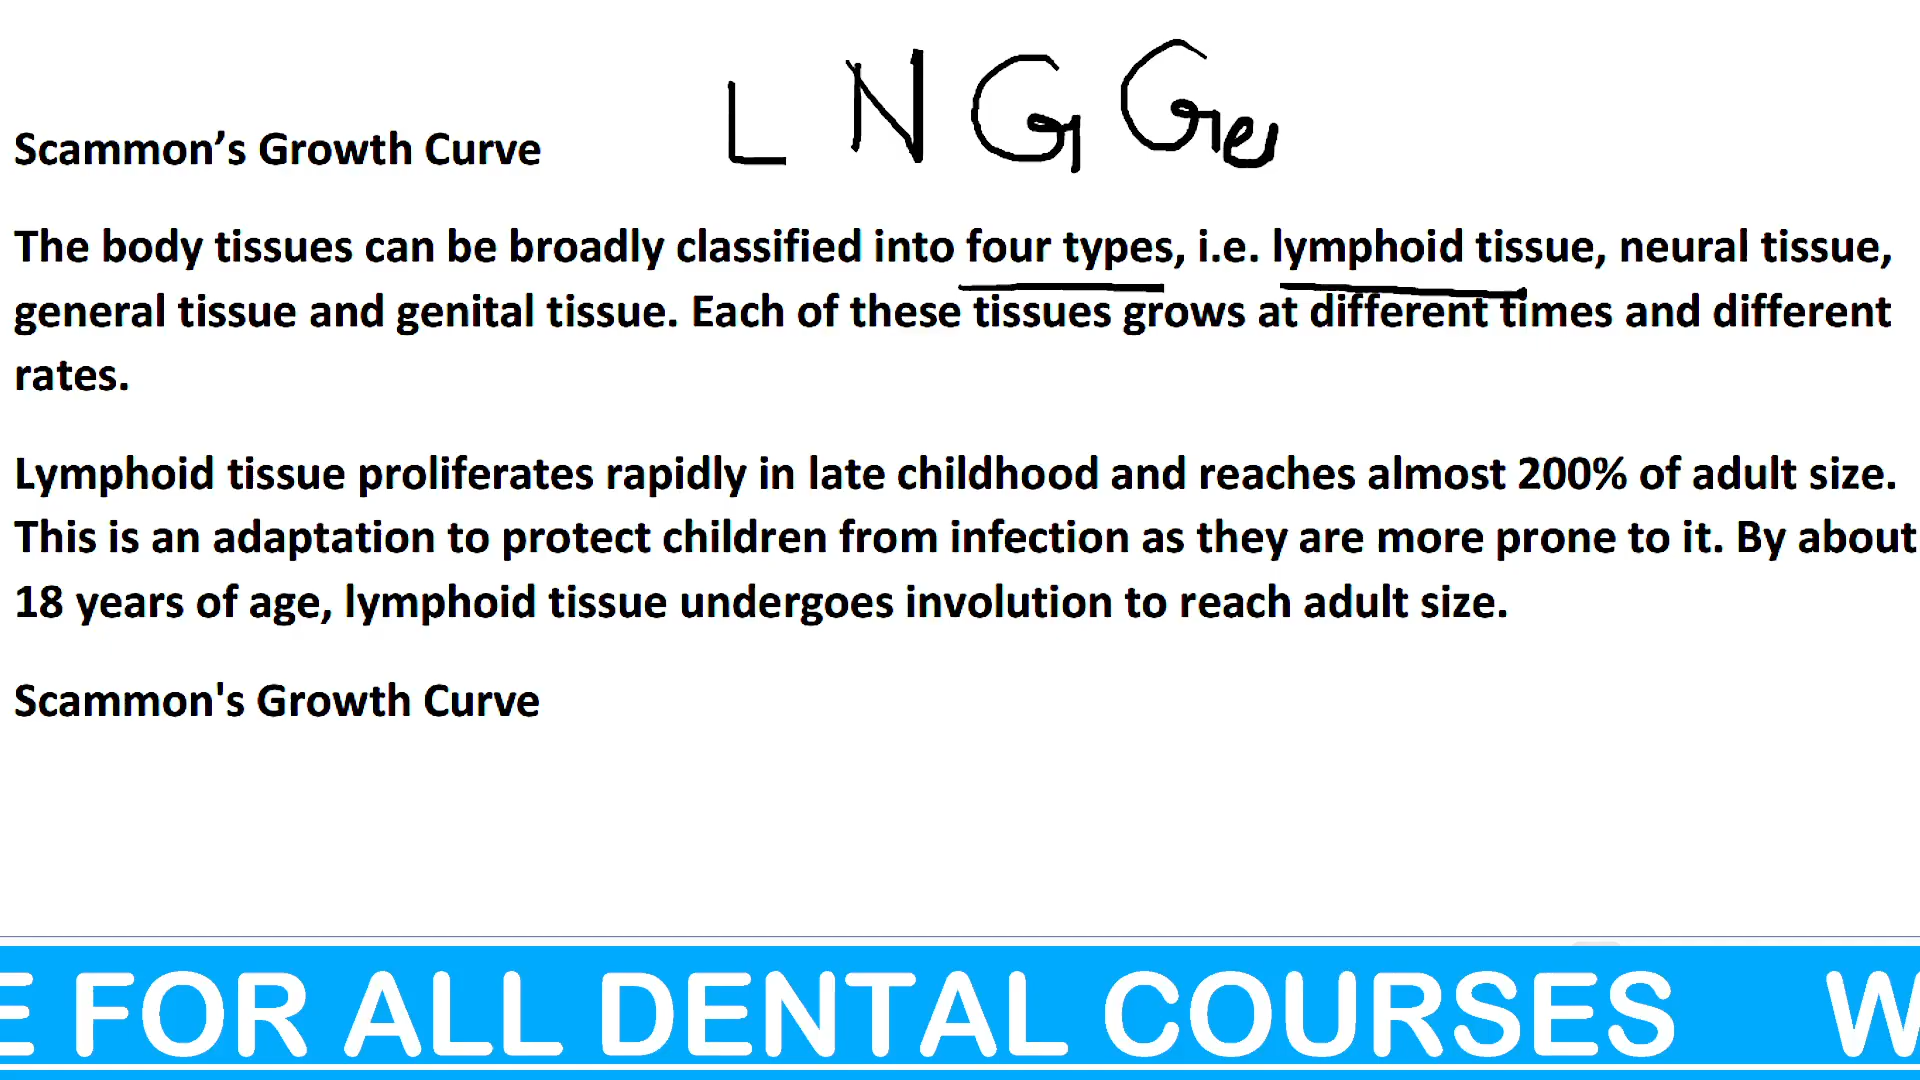 L N G Ge
Scammon’s Growth Curve
The body tissues can be broadly classified into four types, i.e. lymphoid tissue, neural tissue,
general tissue and genital tissue. Each of these tissues grows at different times and different
rates.
Lymphoid tissue proliferates rapidly in late childhood and reaches almost 200% of adult size.
This is an adaptation to protect children from infection as they are more prone to it. By about
18 years of age, lymphoid tissue undergoes involution to reach adult size.
Scammon's Growth Curve
E FOR ALL DENTAL COURSES W